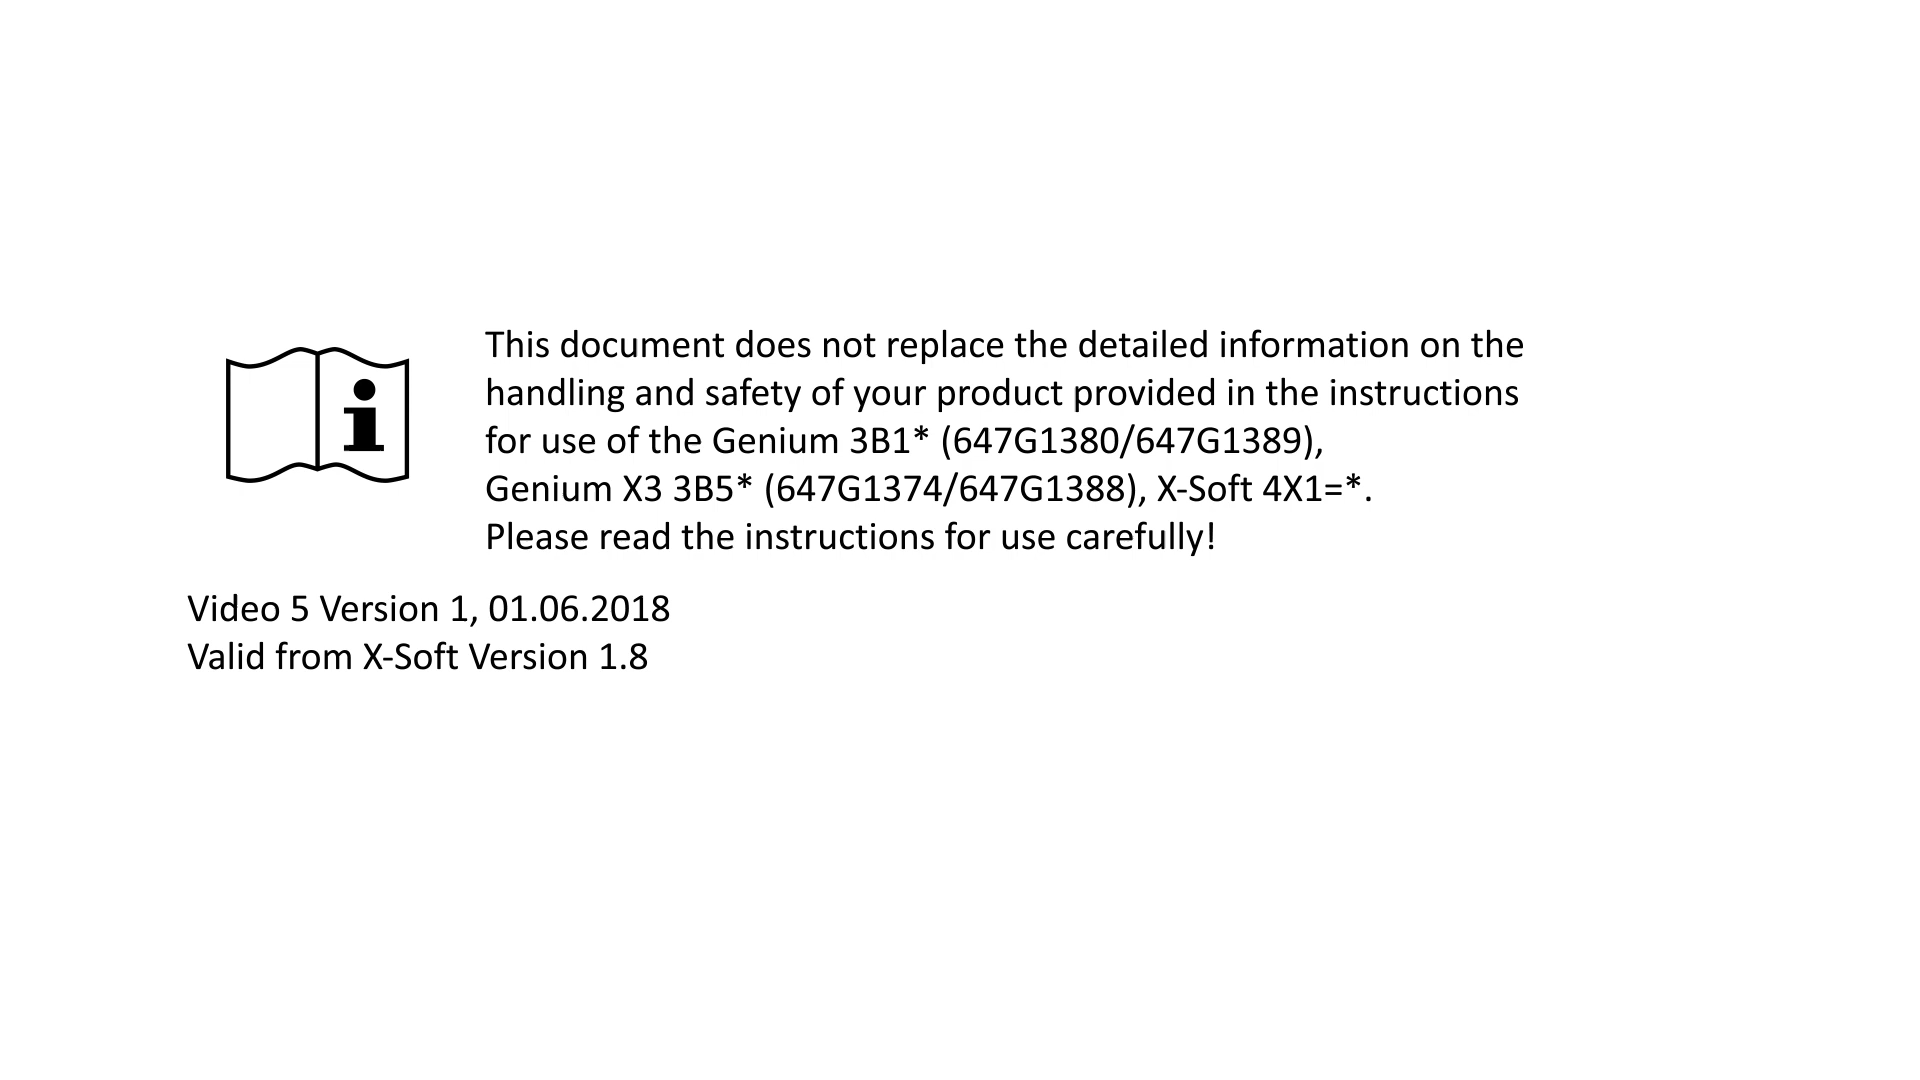 This document does not replace the detailed information on the
handling and safety of your product provided in the instructions
for use of the Genium 3B1* (647G1380/647G1389),
Genium X3 3B5* (647G1374/647G1388), X-Soft 4X1=*.
Please read the instructions for use carefully!
Video 5 Version 1, 01.06.2018
Valid from X-Soft Version 1.8